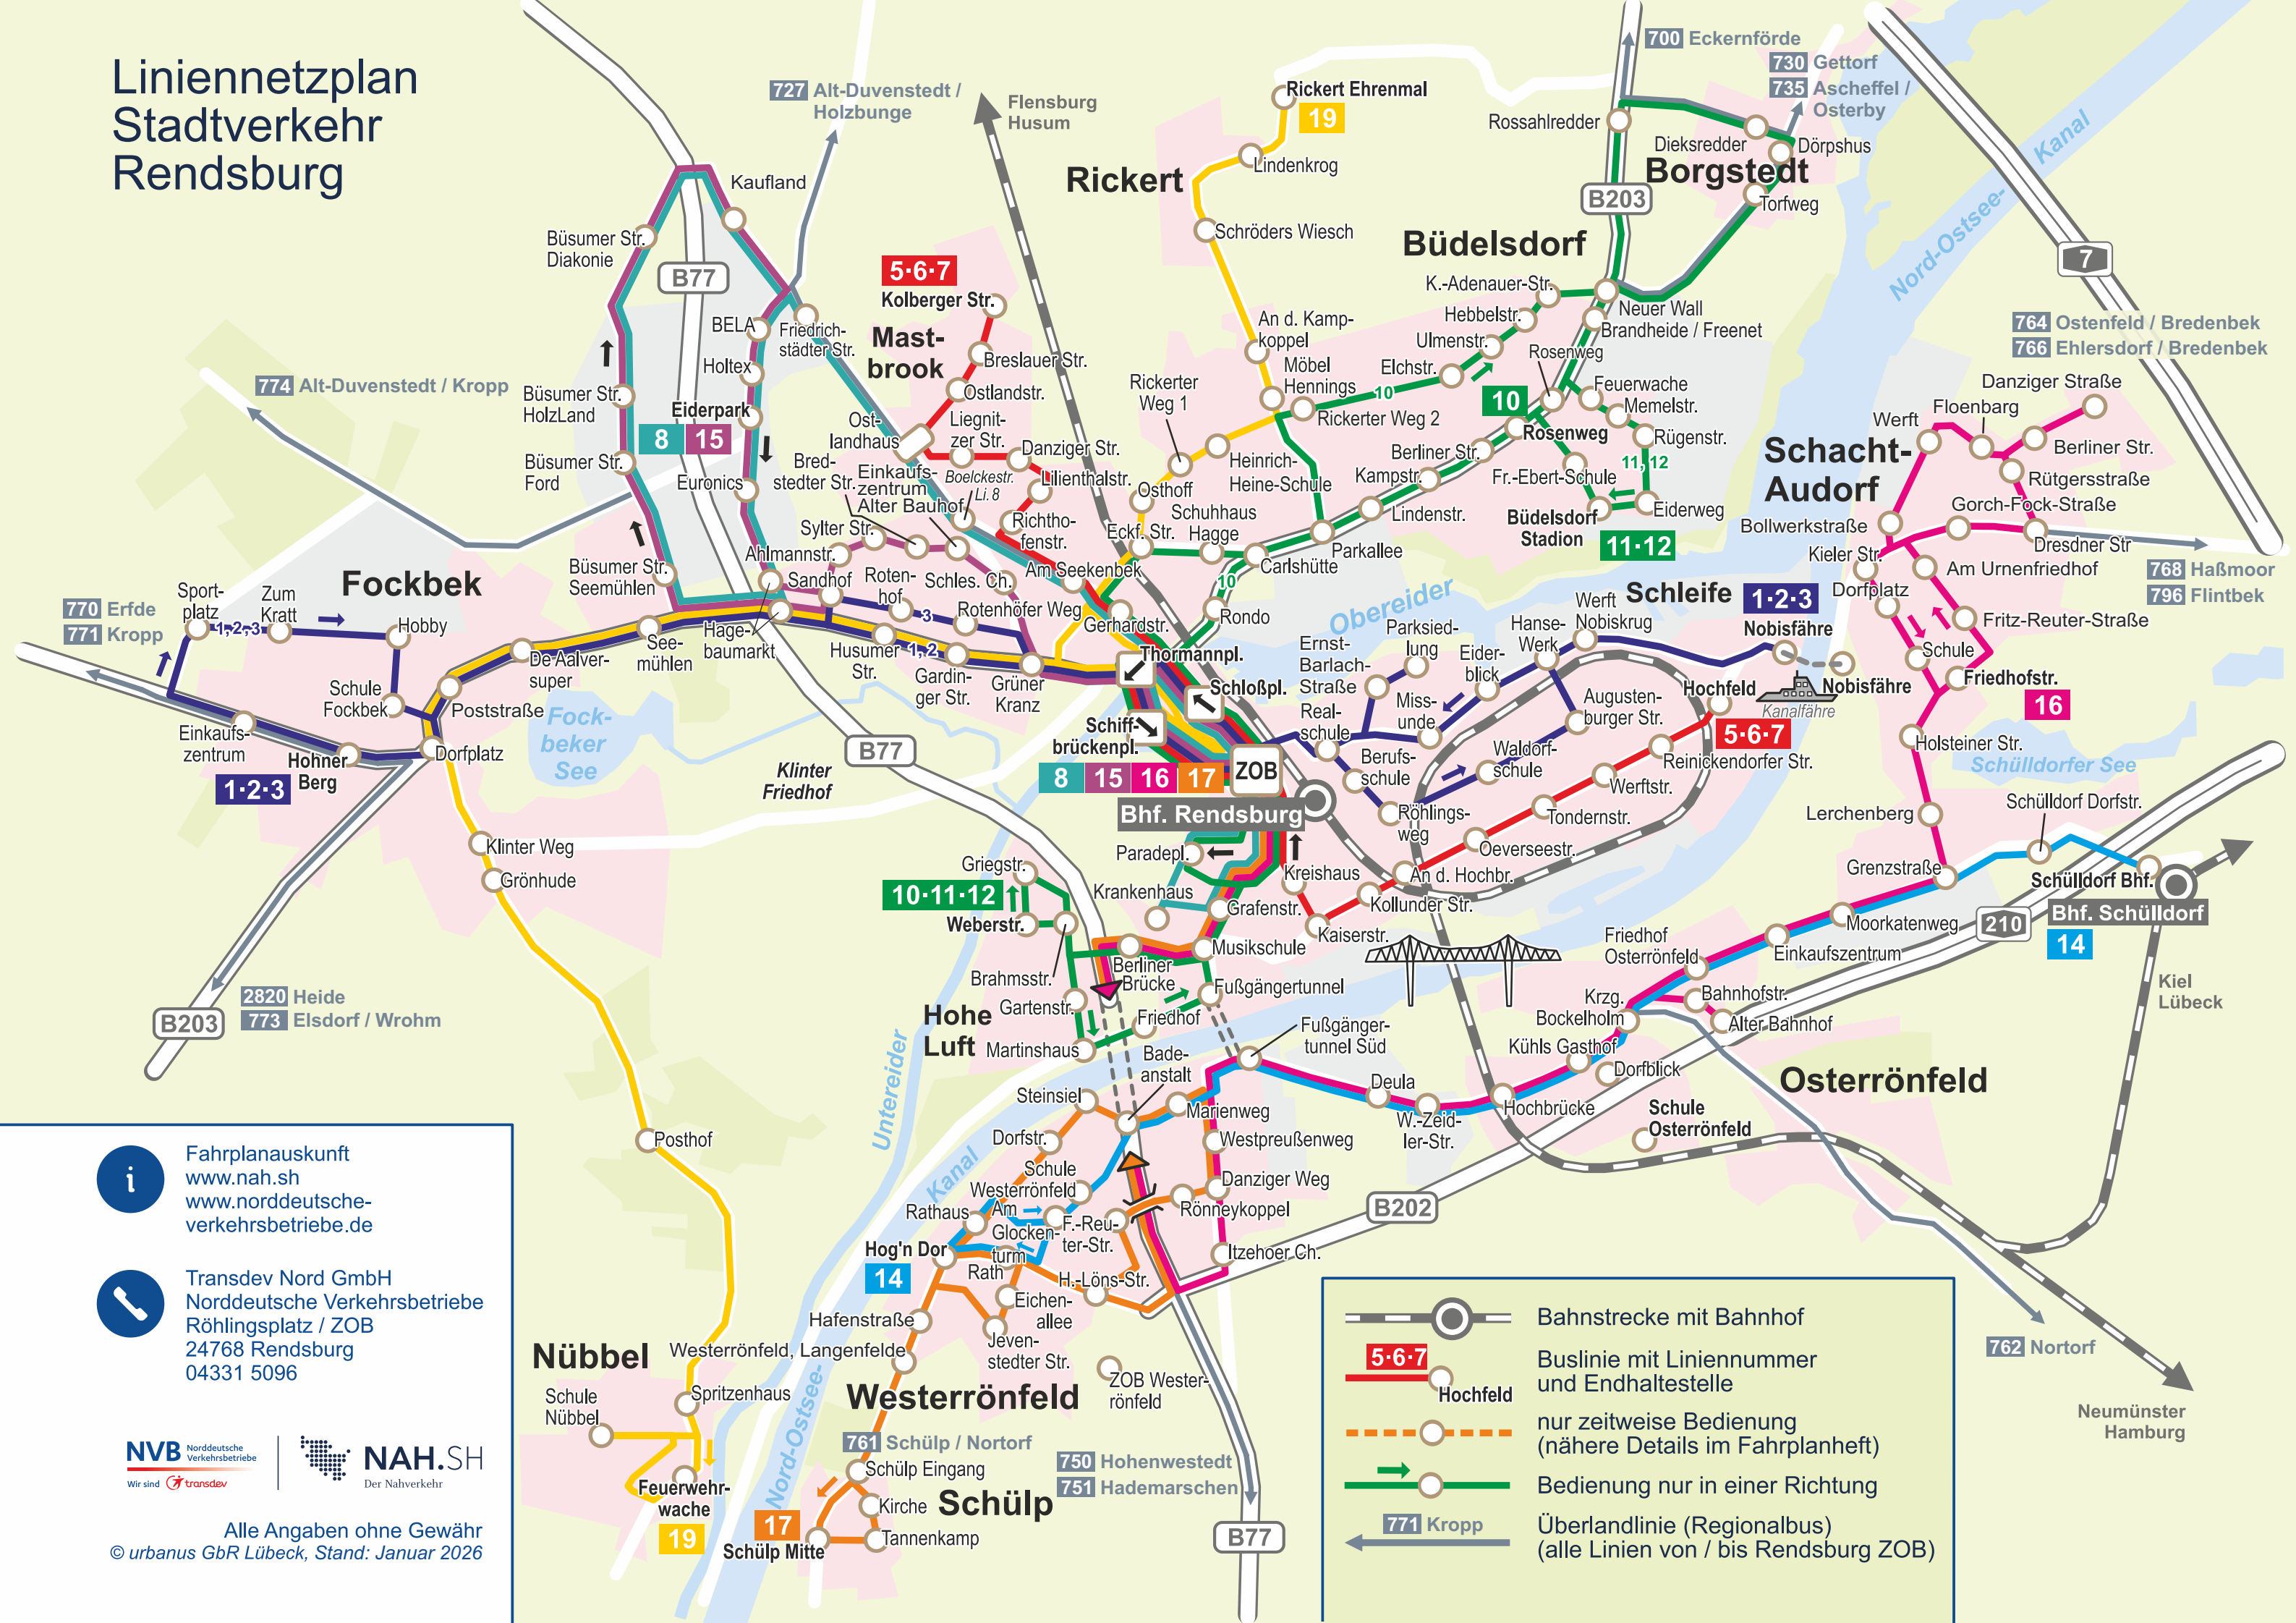 Liniennetzplan
Stadtverkehr
Rendsburg
727 Alt-Duvenstedt /
Holzbunge
Flensburg
Husum
Rickert Ehrenmal
19
Lindenkrog
Rickert
Schröders Wiesch
700 Eckernförde
730 Gettorf
735 Ascheffel /
Osterby
Rossahlredder
Dieksredder
Dörpshus
Borgstedt
Torfweg
B203
Nord-Ostsee-
Kanal
7
Kaufland
Büsumer Str.
Diakonie
B77
5·6·7
Kolberger Str.
Mast-
brook
Breslauer Str.
Ostlandstr.
Liegnit-
zer Str.
Danziger Str.
Lilienthalstr.
Richtho-
fenstr.
Büdelsdorf
K.-Adenauer-Str.
Hebbelstr.
Ulmenstr.
Elchstr.
Neuer Wall
Brandheide / Freenet
Rosenweg
Feuerwache
Memelstr.
Rügenstr.
11, 12
Eiderweg
Fr.-Ebert-Schule
Büdelsdorf
Stadion
11·12
10
Rosenweg
Berliner Str.
Kampstr.
Lindenstr.
Parkallee
Carlshütte
An d. Kamp-
koppel
Möbel
Hennings
10
Rickerter Weg 2
Rickerter
Weg 1
Heinrich-
Heine-Schule
Osthoff
Schuhhaus
Hagge
Eckf. Str.
10
Rondo
764 Ostenfeld / Bredenbek
766 Ehlersdorf / Bredenbek
Danziger Straße
Floenbarg
Werft
Berliner Str.
Rütgersstraße
Schacht-
Audorf
Gorch-Fock-Straße
Bollwerkstraße
Dresdner Str
Kieler Str.
Am Urnenfriedhof
768 Haßmoor
796 Flintbek
Dorfplatz
Fritz-Reuter-Straße
Schule
Friedhofstr.
16
Holsteiner Str.
Schülldorfer See
Lerchenberg
Schülldorf Dorfstr.
Grenzstraße
Schülldorf Bhf.
Bhf. Schülldorf
14
Moorkatenweg
210
Einkaufszentrum
Kiel
Lübeck
774 Alt-Duvenstedt / Kropp
Büsumer Str.
HolzLand
Büsumer Str.
Ford
Büsumer Str.
Seemühlen
BELA
Friedrich-
städter Str.
Holtex
Eiderpark
8 15
Euronics
Ost-
landhaus
Bred-
stedter Str.
Einkaufs-
zentrum
Alter Bauhof
Boelckestr.
Li. 8
Sylter Str.
Ahlmannstr.
Sandhof
Roten-
hof
Schles. Ch.
Am Seekenbek
3
Rotenhöfer Weg
Gerhardstr.
Hage-
baumarkt
See-
mühlen
Husumer
Str.
1, 2
Gardin-
ger Str.
Grüner
Kranz
Fockbek
770 Erfde
771 Kropp
Sport-
platz
Zum
Kratt
1,2,3
Hobby
De Aalver-
super
Schule
Fockbek
Poststraße
Einkaufs-
zentrum
Hohner
Berg
1·2·3
Dorfplatz
Fock-
beker
See
B77
Klinter
Friedhof
Thormannpl.
Schloßpl.
Schiff-
brückenpl.
8 15 16 17
ZOB
Bhf. Rendsburg
Obereider
Ernst-
Barlach-
Straße
Parksied-
lung
Real-
schule
Miss-
unde
Eider-
blick
Hanse-
Werk
Werft
Nobiskrug
Schleife
1·2·3
Nobisfähre
Nobisfähre
Kanalfähre
Augusten-
burger Str.
Hochfeld
5·6·7
Berufs-
schule
Waldorf-
schule
Reinickendorfer Str.
Röhlings-
weg
Werftstr.
Tondernstr.
Oeverseestr.
An d. Hochbr.
Kollunder Str.
Kaiserstr.
Kreishaus
Paradepl.
Krankenhaus
Grafenstr.
Musikschule
Berliner
Brücke
Griegstr.
10·11·12
Weberstr.
Brahmsstr.
Gartenstr.
Hohe
Luft
Martinshaus
Friedhof
Fußgängertunnel
Fußgänger-
tunnel Süd
Untereider
Kanal
Klinter Weg
Grönhude
Posthof
2820 Heide
773 Elsdorf / Wrohm
B203
Bade-
anstalt
Steinsiel
Marienweg
Dorfstr.
Westpreußenweg
Schule
Westerrönfeld
Danziger Weg
Rathaus
Am
Glocken-
turm
F.-Reu-
ter-Str.
Rönneykoppel
Itzehoer Ch.
Hog'n Dor
14
Rath
H.-Löns-Str.
Eichen-
allee
Hafenstraße
Jeven-
stedter Str.
Westerrönfeld, Langenfelde
ZOB Wester-
rönfeld
Westerrönfeld
Deula
W.-Zeid-
ler-Str.
Hochbrücke
Kühls Gasthof
Dorfblick
Krzg.
Bockelholm
Friedhof
Osterrönfeld
Bahnhofstr.
Alter Bahnhof
Schule
Osterrönfeld
Osterrönfeld
B202
762 Nortorf
Neumünster
Hamburg
Nübbel
Schule
Nübbel
Spritzenhaus
Feuerwehr-
wache
19
Nord-Ostsee-
761 Schülp / Nortorf
Schülp Eingang
Kirche
Schülp
17
Schülp Mitte
Tannenkamp
750 Hohenwestedt
751 Hademarschen
B77
i
Fahrplanauskunft
www.nah.sh
www.norddeutsche-
verkehrsbetriebe.de
Transdev Nord GmbH
Norddeutsche Verkehrsbetriebe
Röhlingsplatz / ZOB
24768 Rendsburg
04331 5096
NVB Norddeutsche
Verkehrsbetriebe
Wir sind transdev
NAH.SH
Der Nahverkehr
Alle Angaben ohne Gewähr
© urbanus GbR Lübeck, Stand: Januar 2026
Bahnstrecke mit Bahnhof
5·6·7
Hochfeld
Buslinie mit Liniennummer
und Endhaltestelle
nur zeitweise Bedienung
(nähere Details im Fahrplanheft)
Bedienung nur in einer Richtung
771 Kropp
Überlandlinie (Regionalbus)
(alle Linien von / bis Rendsburg ZOB)